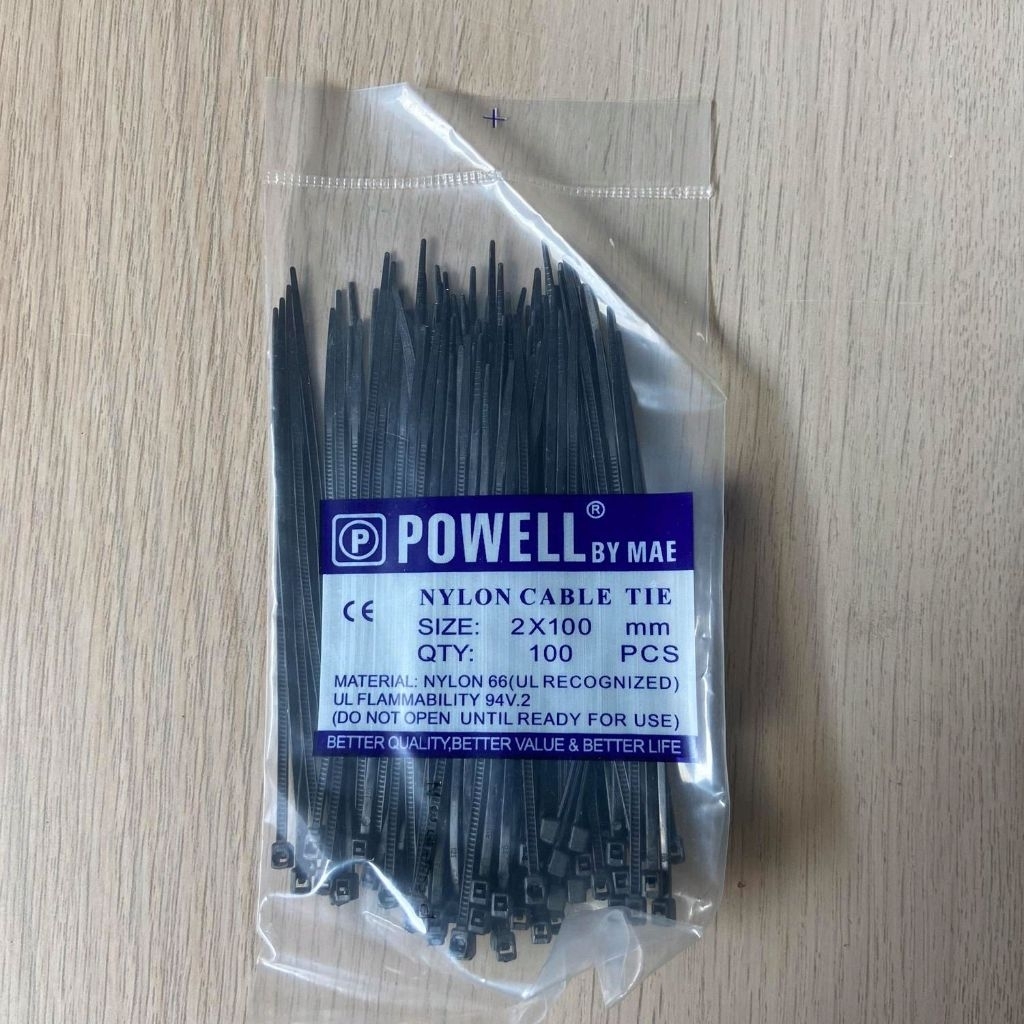 P POWELL® BY MAE
CE
NYLON CABLE TIE
SIZE: 2X100 mm
QTY: 100 PCS
MATERIAL: NYLON 66(UL RECOGNIZED)
UL FLAMMABILITY 94V.2
(DO NOT OPEN UNTIL READY FOR USE)
BETTER QUALITY,BETTER VALUE & BETTER LIFE